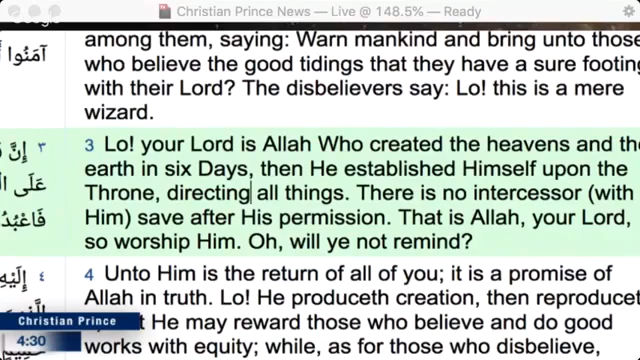 Christian Prince News — Live @ 148.5% — Ready
among them, saying: Warn mankind and bring unto those
آمَنُوا
who believe the good tidings that they have a sure footing
with their Lord? The disbelievers say: Lo! this is a mere
wizard.
٣ إِنَّ
3 Lo! your Lord is Allah Who created the heavens and the
earth in six Days, then He established Himself upon the
عَلَى
Throne, directing all things. There is no intercessor (with
فَاعْبُدُ
Him) save after His permission. That is Allah, your Lord,
so worship Him. Oh, will ye not remind?
٤ إِلَيْهِ
4 Unto Him is the return of all of you; it is a promise of
Allah in truth. Lo! He produceth creation, then reproducet
Christian Prince
t He may reward those who believe and do good
4:30
works with equity; while, as for those who disbelieve,